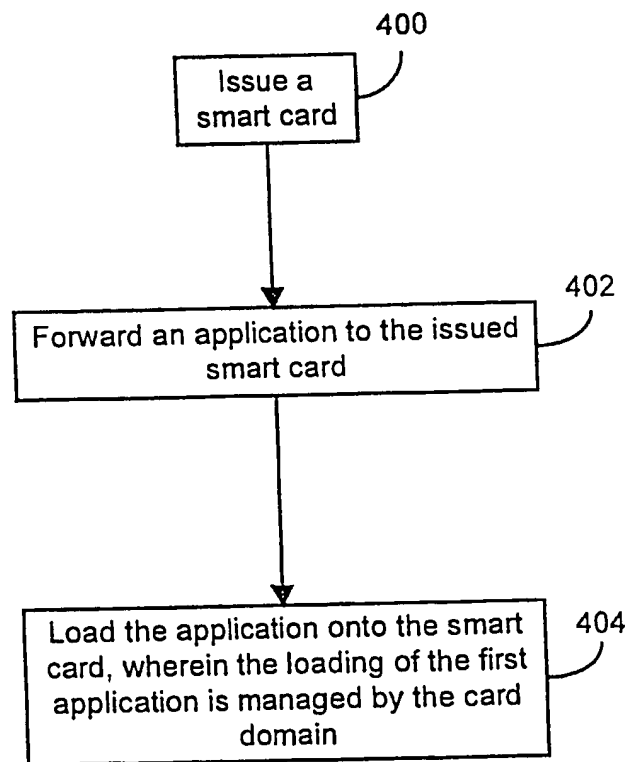 400
Issue a
smart card
402
Forward an application to the issued
smart card
404
Load the application onto the smart
card, wherein the loading of the first
application is managed by the card
domain